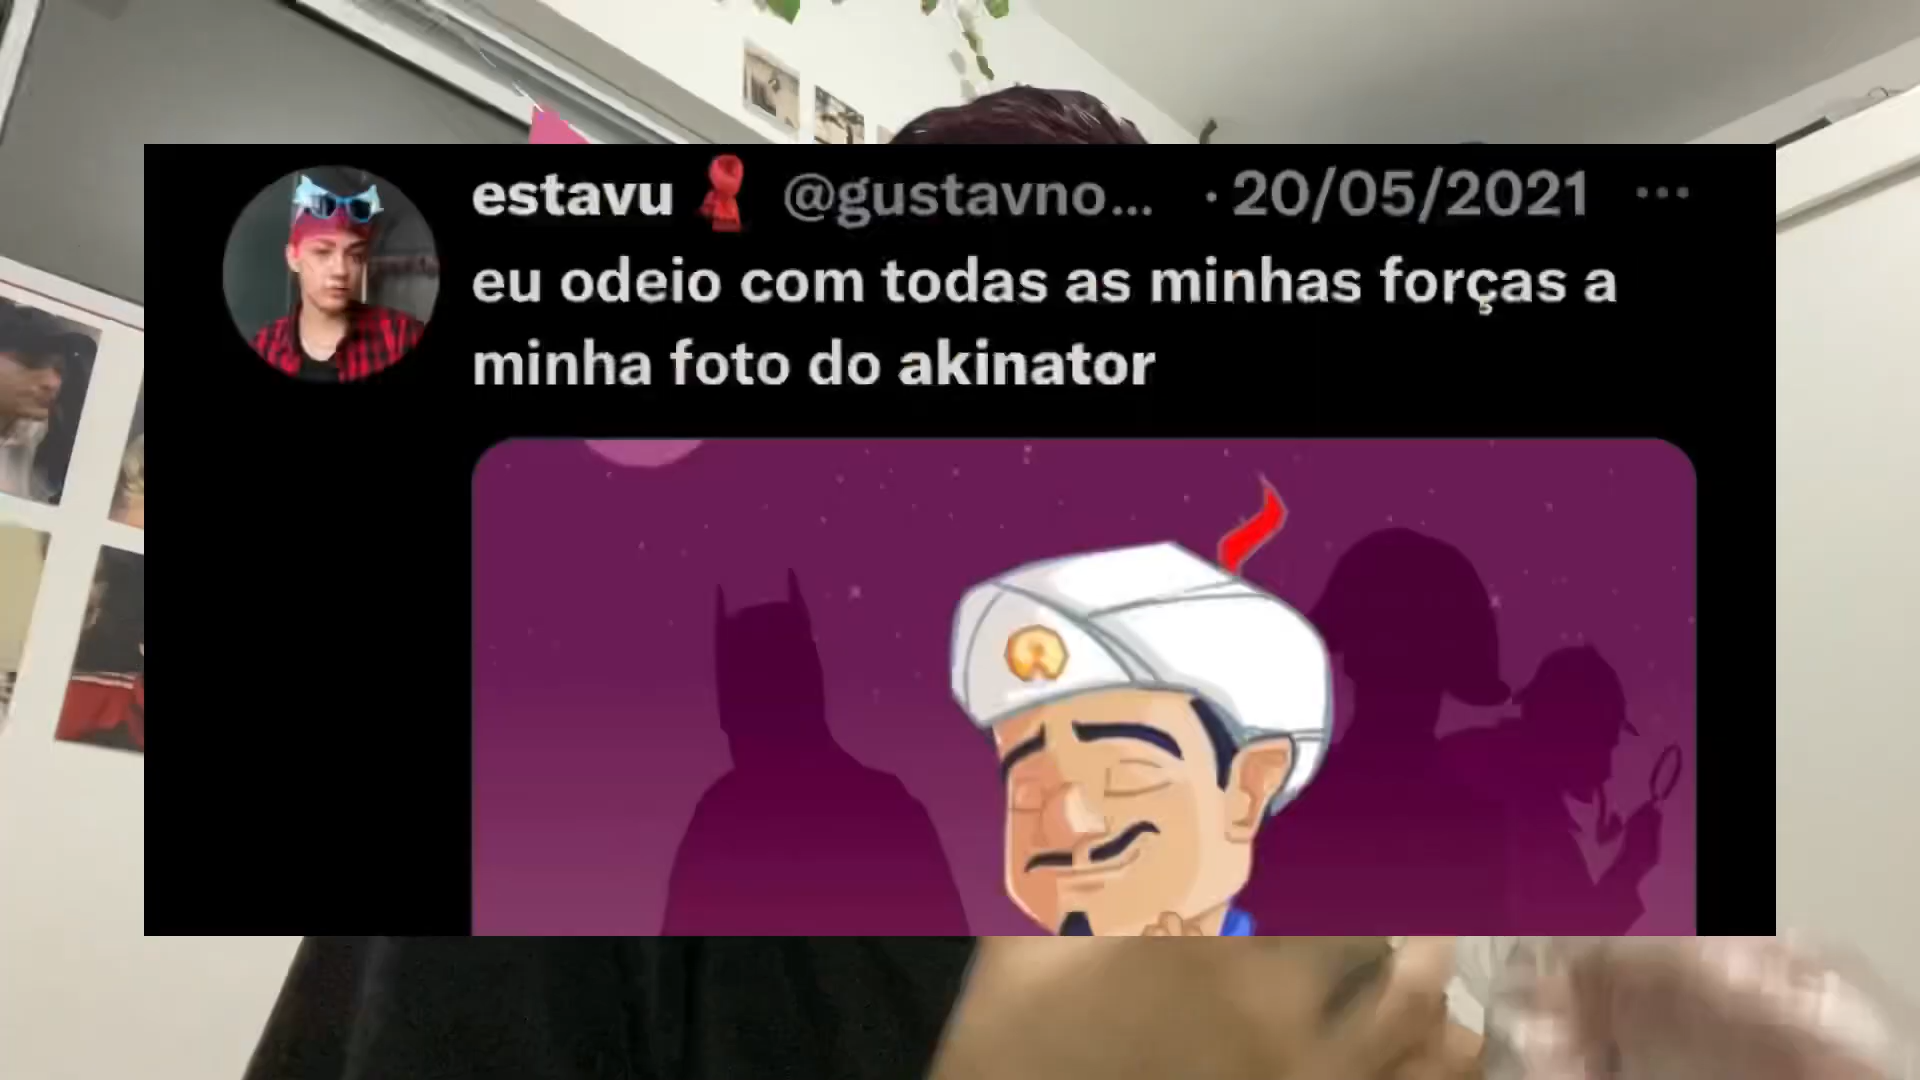 estavu @gustavno... · 20/05/2021
eu odeio com todas as minhas forças a
minha foto do akinator